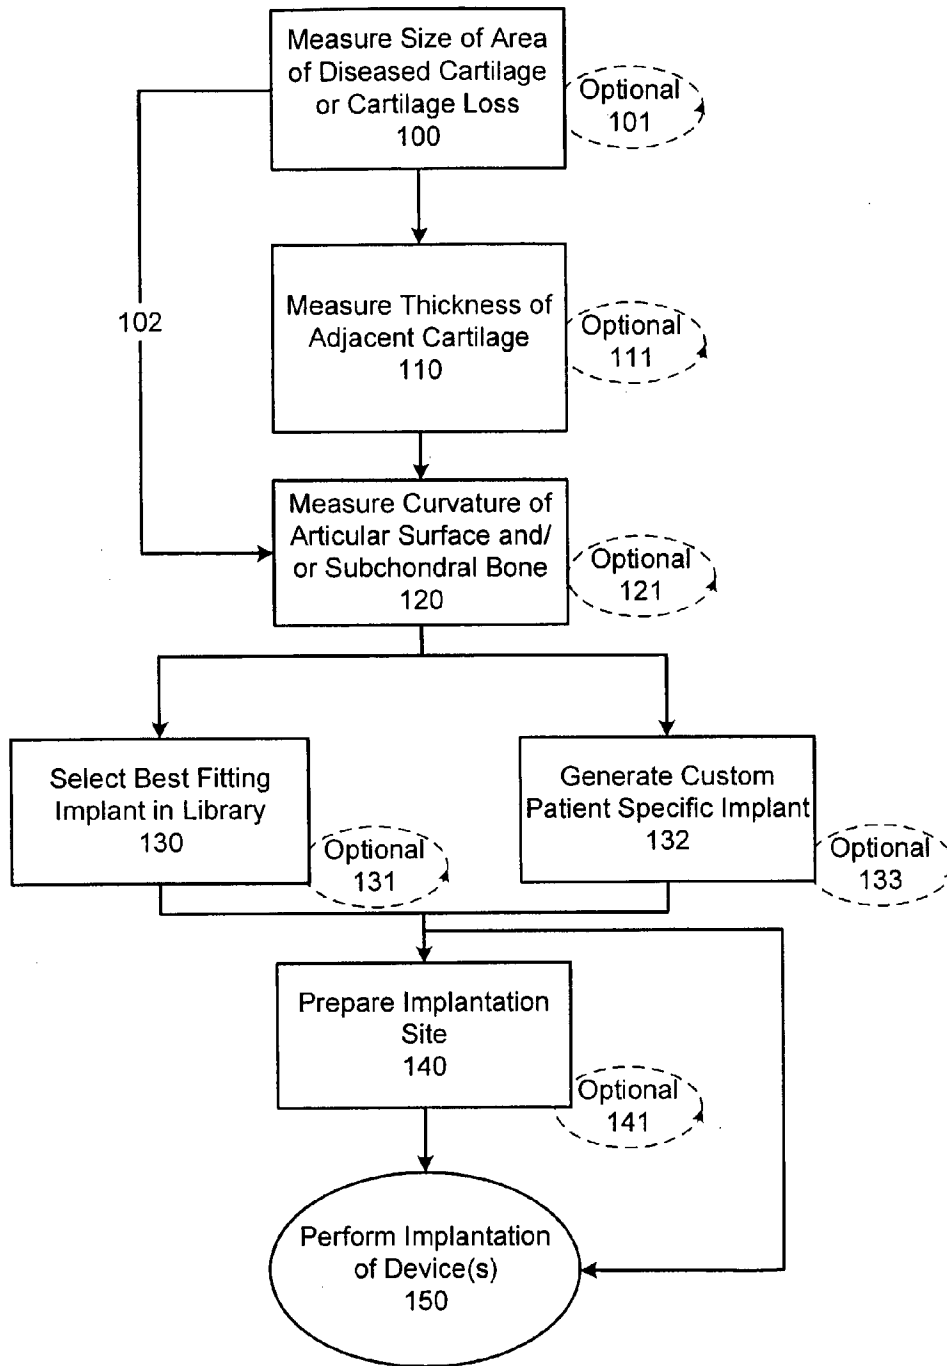 Measure Size of Area
of Diseased Cartilage
or Cartilage Loss
100
Optional
101
102
Measure Thickness of
Adjacent Cartilage
110
Optional
111
Measure Curvature of
Articular Surface and/
or Subchondral Bone
120
Optional
121
Select Best Fitting
Implant in Library
130
Optional
131
Generate Custom
Patient Specific Implant
132
Optional
133
Prepare Implantation
Site
140
Optional
141
Perform Implantation
of Device(s)
150